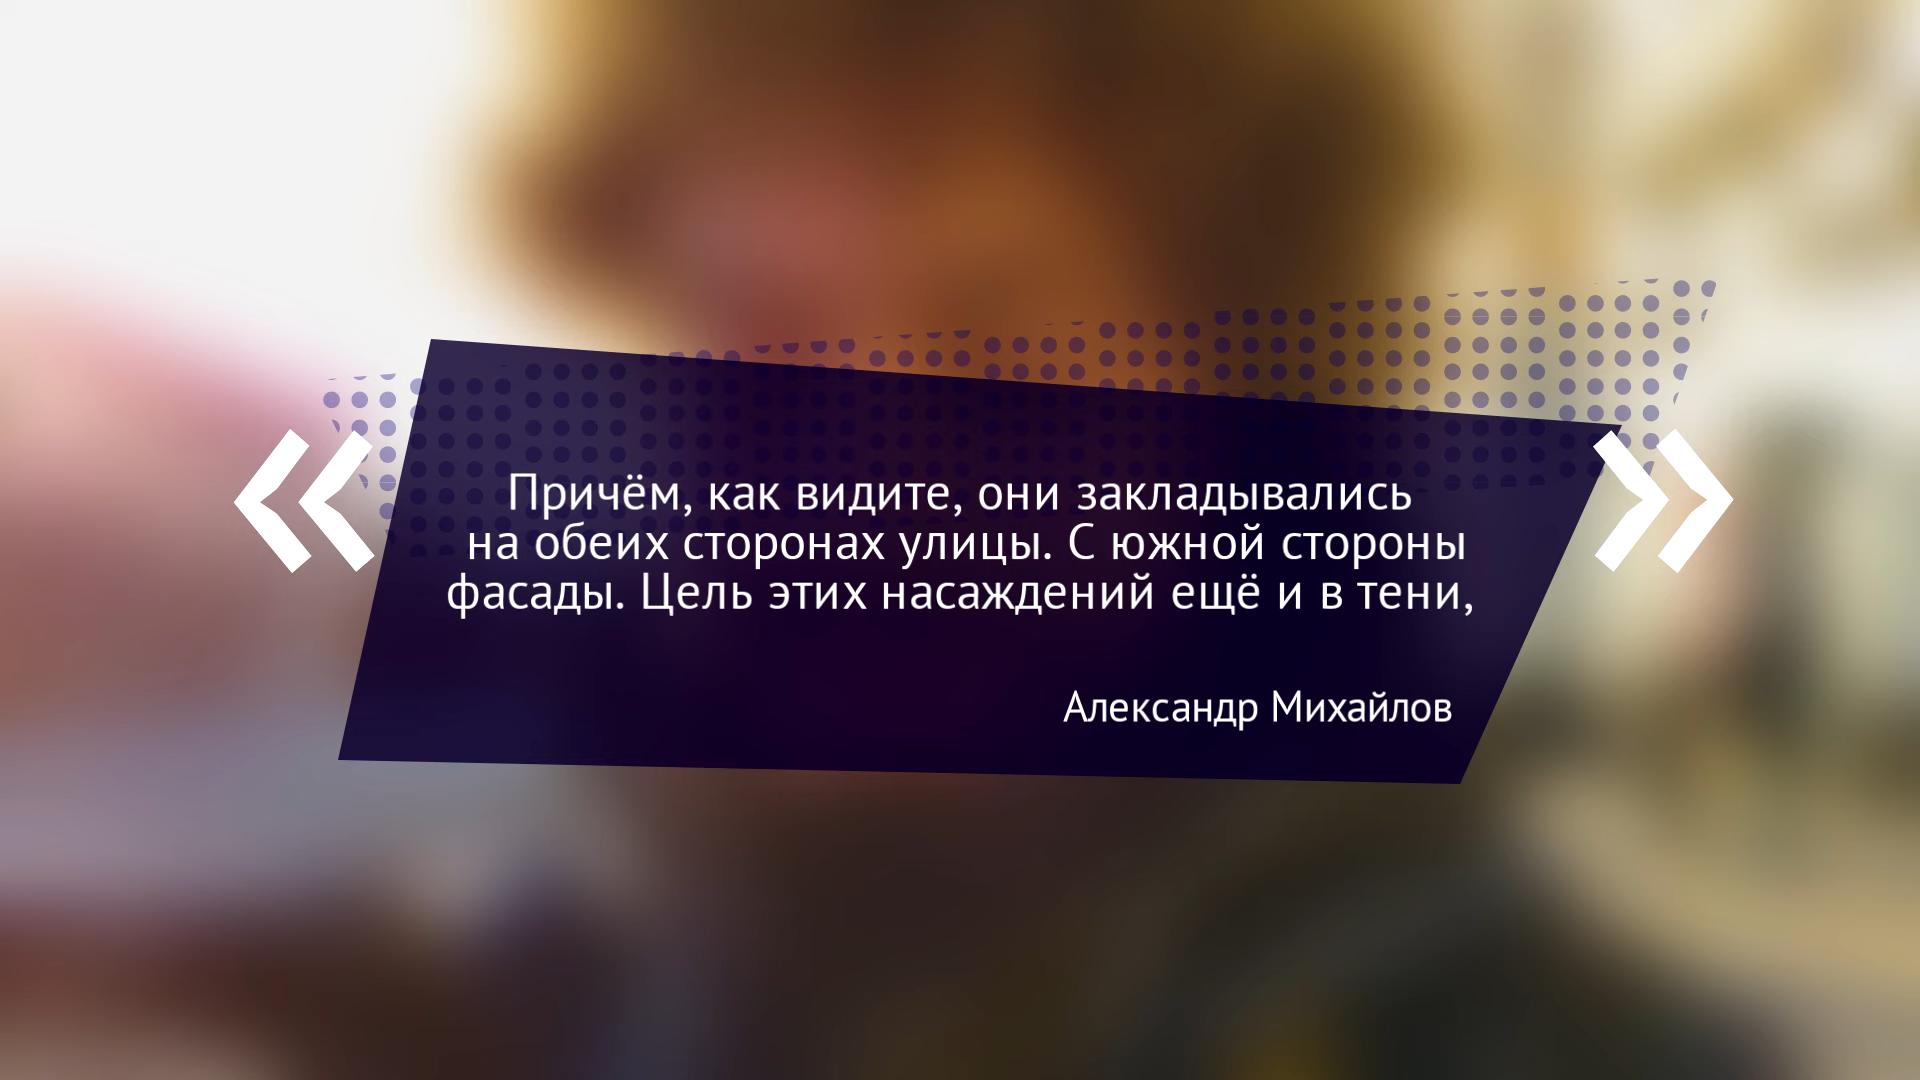 Причём, как видите, они закладывались
на обеих сторонах улицы. С южной стороны
фасады. Цель этих насаждений ещё и в тени,
Александр Михайлов